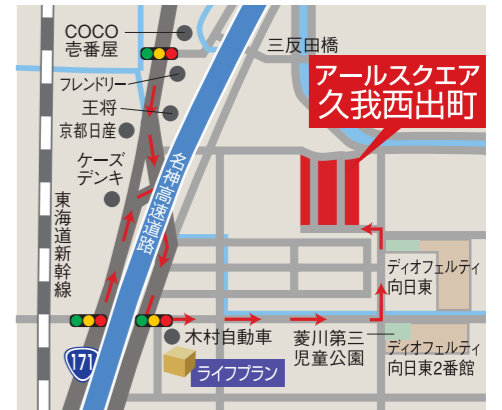 COCO
壱番屋
三反田橋
フレンドリー
アールスクエア
久我西出町
王将
京都日産
ケーズ
デンキ
名神高速道路
東海道新幹線
ディオフェルティ
向日東
木村自動車
菱川第三
児童公園
ディオフェルティ
向日東2番館
171
ライフプラン